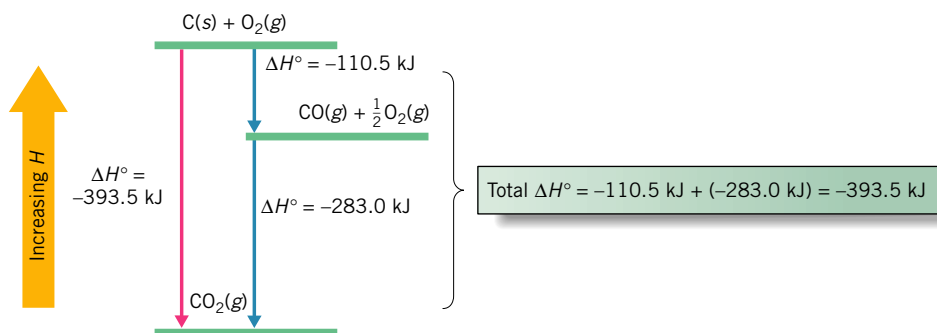 C(s) + O₂(g)
ΔH° = –110.5 kJ
CO(g) + ½O₂(g)
Increasing H
ΔH° =
–393.5 kJ
ΔH° = –283.0 kJ
Total ΔH° = –110.5 kJ + (–283.0 kJ) = –393.5 kJ
CO₂(g)